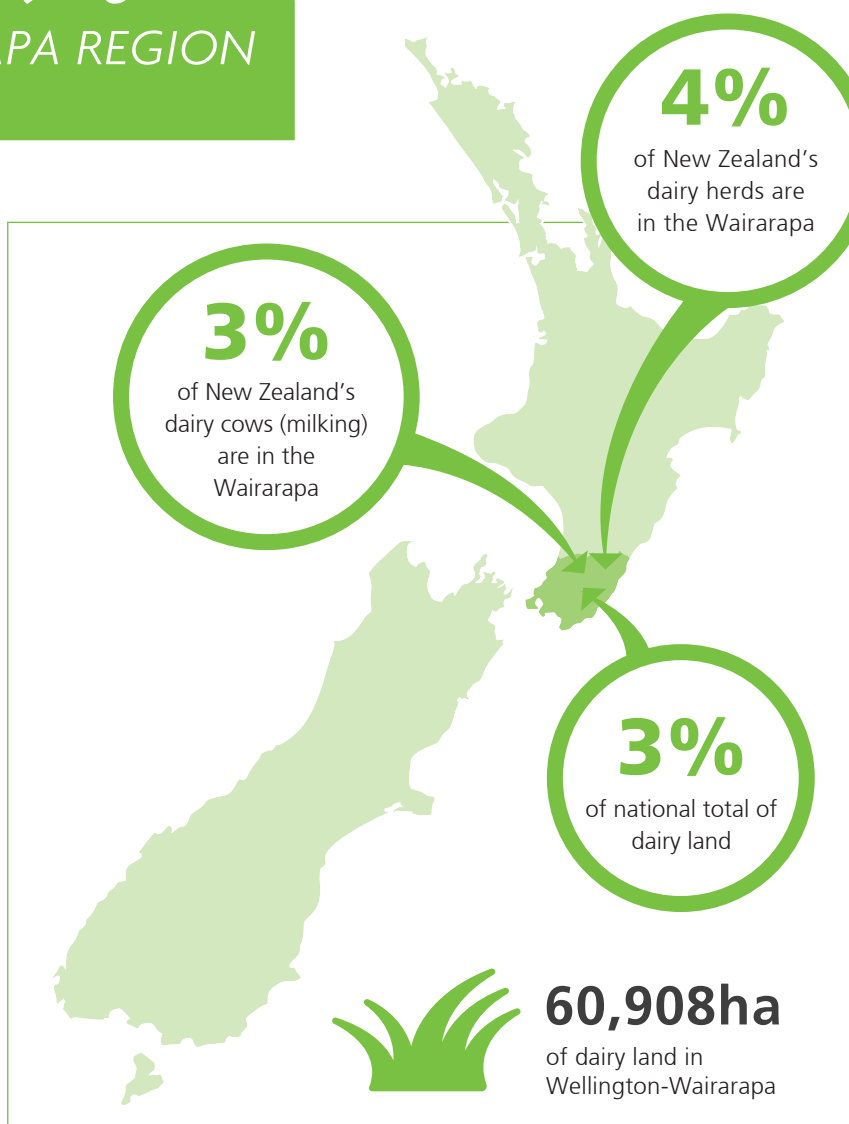 REGION
4%
of New Zealand's
dairy herds are
in the Wairarapa
3%
of New Zealand's
dairy cows (milking)
are in the
Wairarapa
3%
of national total of
dairy land
60,908ha
of dairy land in
Wellington-Wairarapa